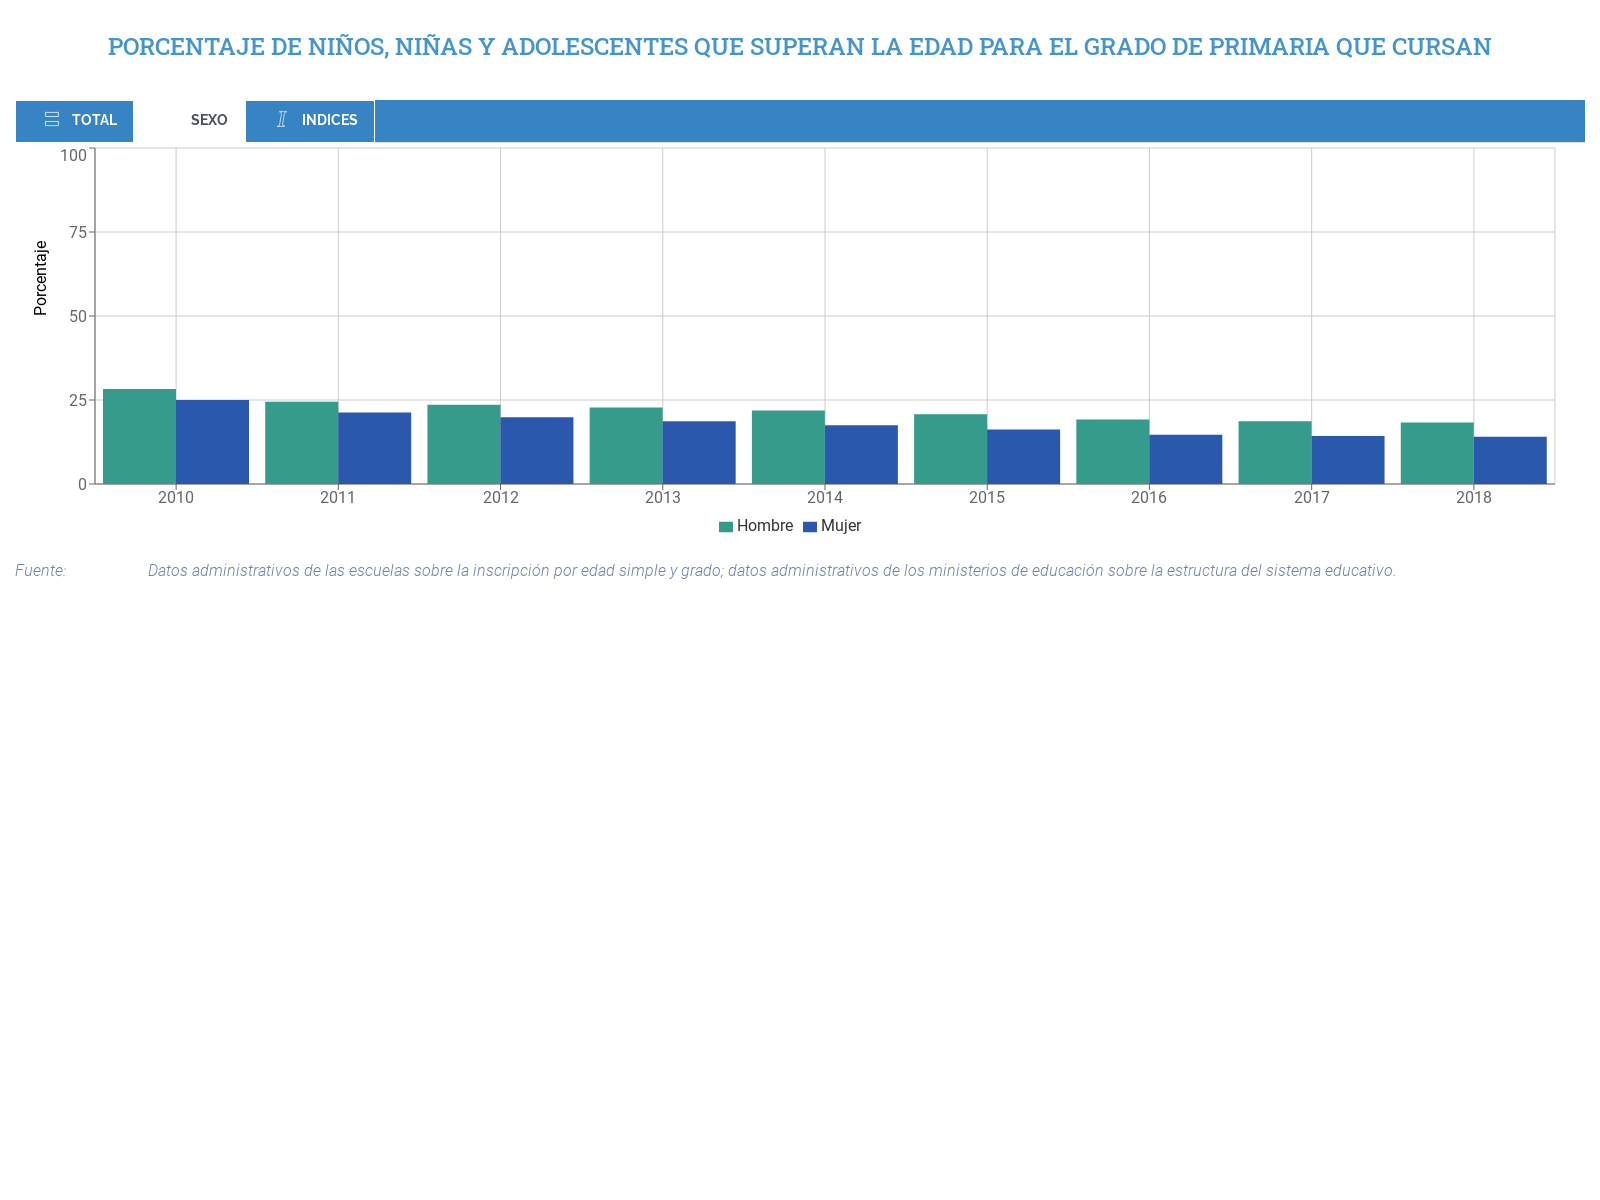 PORCENTAJE DE NIÑOS, NIÑAS Y ADOLESCENTES QUE SUPERAN LA EDAD PARA EL GRADO DE PRIMARIA QUE CURSAN
TOTAL SEXO INDICES
100
75
50
25
0
Porcentaje
2010 2011 2012 2013 2014 2015 2016 2017 2018
Hombre Mujer
Fuente: Datos administrativos de las escuelas sobre la inscripción por edad simple y grado; datos administrativos de los ministerios de educación sobre la estructura del sistema educativo.